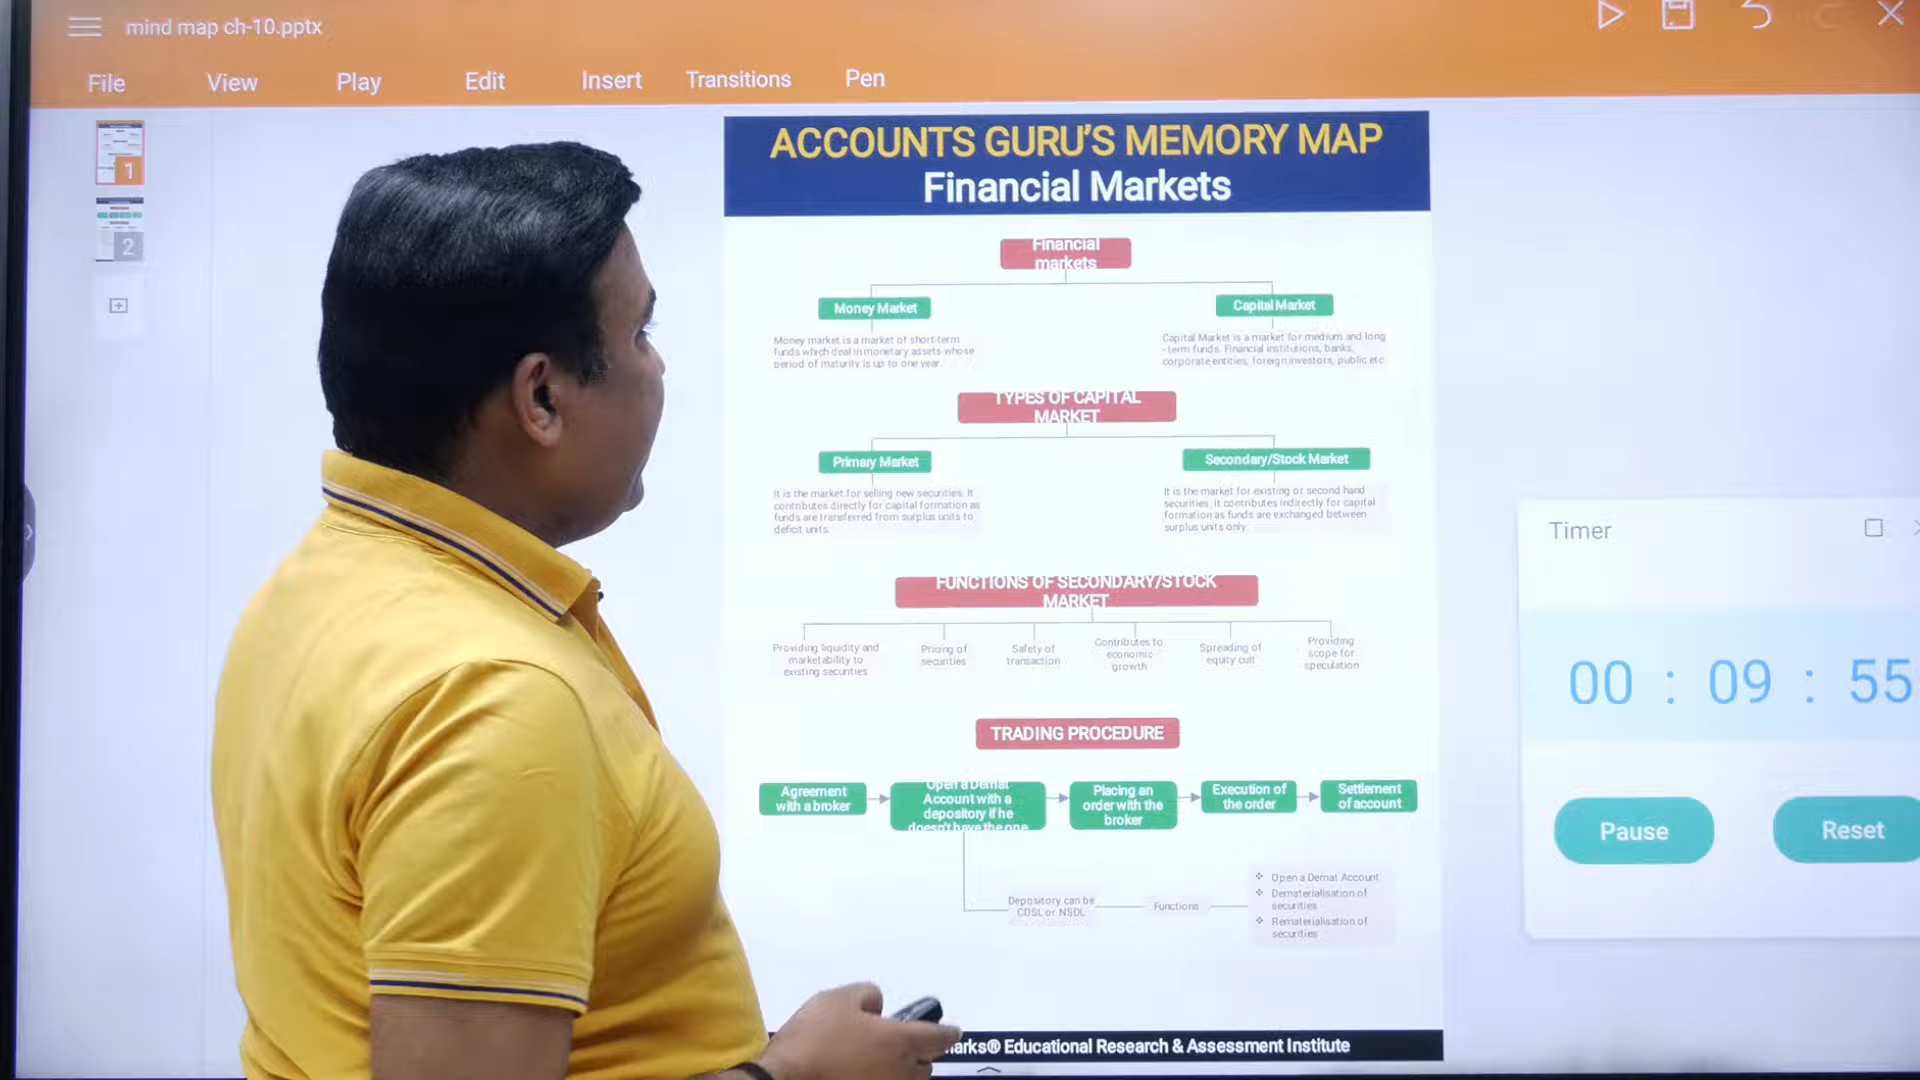 mind map ch-10.pptx
File View Play Edit Insert Transitions Pen
1
2
ACCOUNTS GURU'S MEMORY MAP
Financial Markets
Financial
markets
Money Market
Capital Market
Money market is a market of short-term
funds which deal in monetary assets whose
period of maturity is up to one year.
Capital Market is a market for medium and long
-term funds. Financial institutions, banks,
corporate entities, foreign investors, public etc
TYPES OF CAPITAL
MARKET
Primary Market
Secondary/Stock Market
It is the market for selling new securities. It
contributes directly for capital formation as
funds are transferred from surplus units to
deficit units.
It is the market for existing or second hand
securities. It contributes indirectly for capital
formation as funds are exchanged between
surplus units only.
FUNCTIONS OF SECONDARY/STOCK
MARKET
Providing liquidity and
marketability to
existing securities
Pricing of
securities
Safety of
transaction
Contributes to
economic
growth
Spreading of
equity cult
Providing
scope for
speculation
TRADING PROCEDURE
Agreement
with a broker
Open a Demat
Account with a
depository if he
doesn't have the one
Placing an
order with the
broker
Execution of
the order
Settlement
of account
Depository can be
CDSL or NSDL
Functions
❖ Open a Demat Account
❖ Dematerialisation of
securities
❖ Rematerialisation of
securities
arks® Educational Research & Assessment Institute
Timer
00 : 09 : 55
Pause Reset